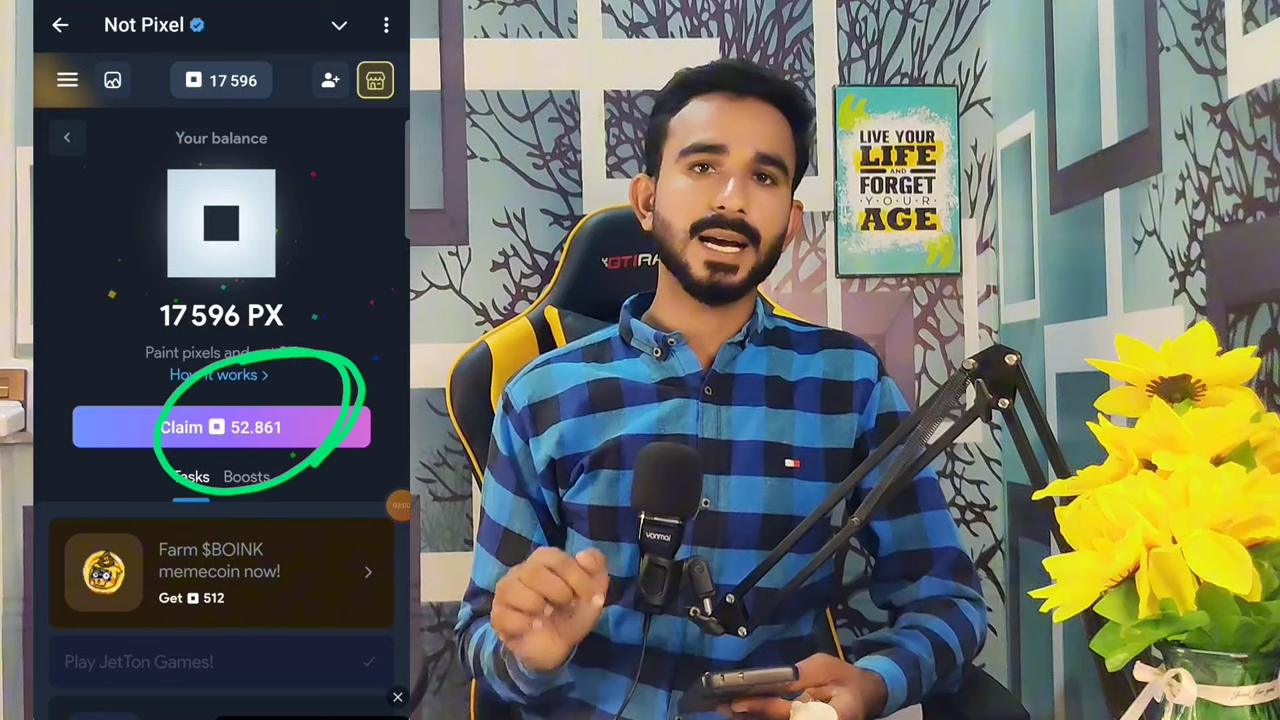 Not Pixel
17 596
Your balance
17 596 PX
Paint pixels and
How it works >
Claim 52.861
Tasks Boosts
Farm $BOINK
memecoin now!
Get 512
Play JetTon Games!
LIVE YOUR
LIFE
AND
FORGET
·Y·O·U·R·
AGE
vonmai